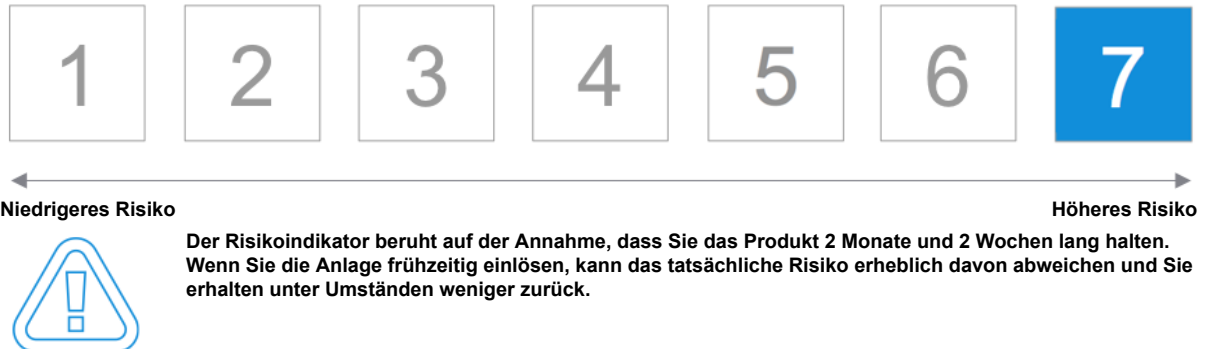 1 2 3 4 5 6 7
Niedrigeres Risiko Höheres Risiko
Der Risikoindikator beruht auf der Annahme, dass Sie das Produkt 2 Monate und 2 Wochen lang halten.
Wenn Sie die Anlage frühzeitig einlösen, kann das tatsächliche Risiko erheblich davon abweichen und Sie
erhalten unter Umständen weniger zurück.